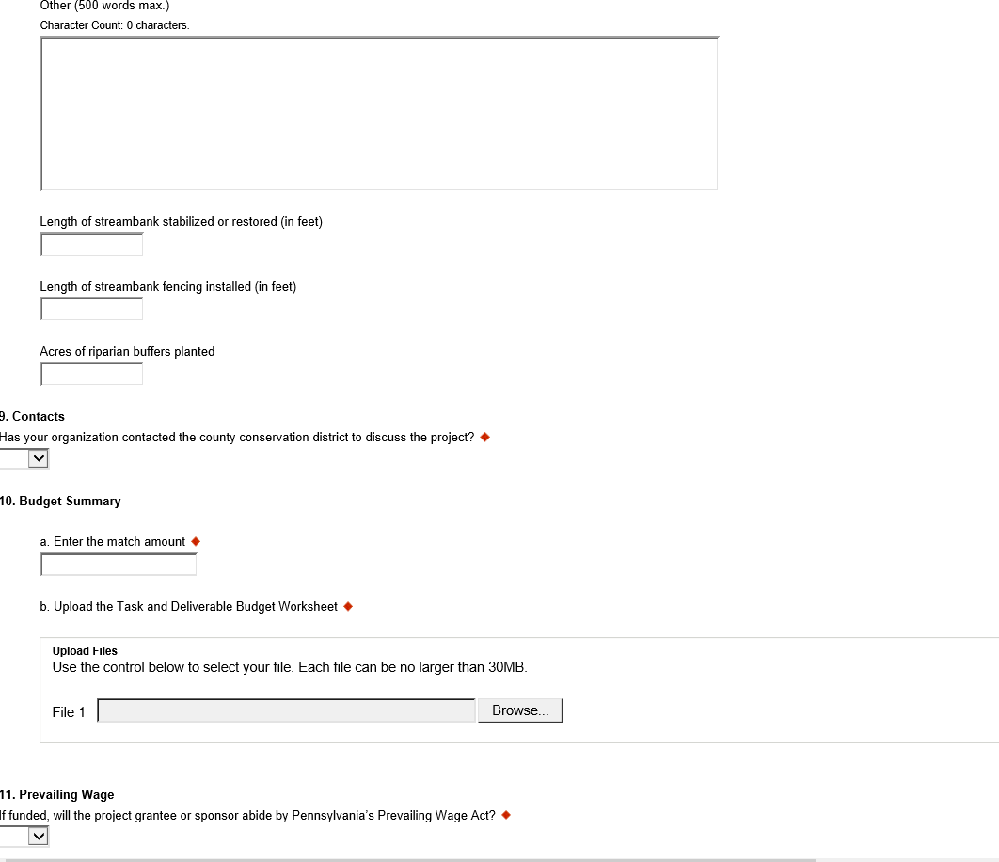 Other (500 words max.)
Character Count: 0 characters.
Length of streambank stabilized or restored (in feet)
Length of streambank fencing installed (in feet)
Acres of riparian buffers planted
9. Contacts
Has your organization contacted the county conservation district to discuss the project?
10. Budget Summary
a. Enter the match amount
b. Upload the Task and Deliverable Budget Worksheet
Upload Files
Use the control below to select your file. Each file can be no larger than 30MB.
File 1 Browse...
11. Prevailing Wage
If funded, will the project grantee or sponsor abide by Pennsylvania's Prevailing Wage Act?